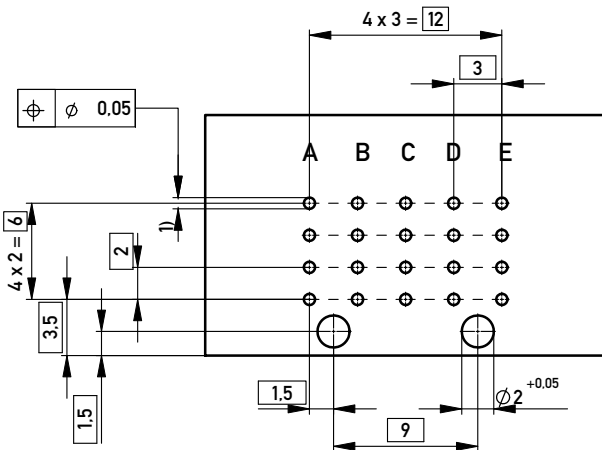 4 x 3 = 12
3
⌖ ⌀ 0,05
A B C D E
1)
4 x 2 = 6
2
3,5
1,5
1,5
⌀2 +0,05
9